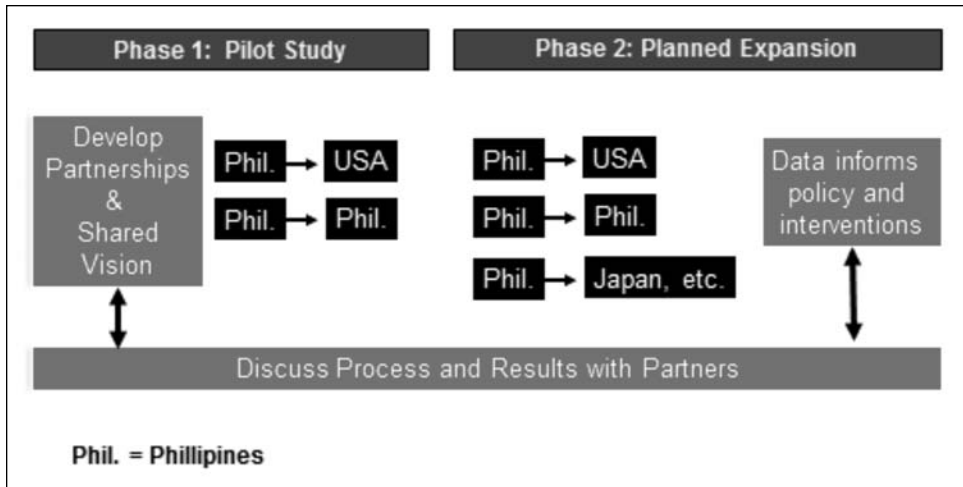 Phase 1: Pilot Study
Phase 2: Planned Expansion
Develop
Partnerships
&
Shared
Vision
Phil.
USA
Phil.
Phil.
Phil.
USA
Phil.
Phil.
Phil.
Japan, etc.
Data informs
policy and
interventions
Discuss Process and Results with Partners
Phil. = Phillipines